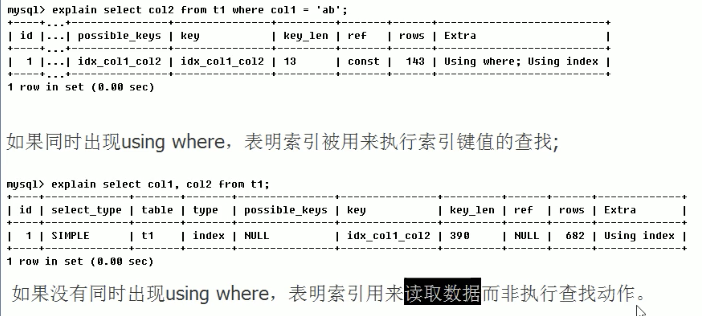 mysql> explain select col2 from t1 where col1 = 'ab';
+----+...+---------------+---------------+---------+-------+------+--------------------------+
| id |...| possible_keys | key | key_len | ref | rows | Extra |
+----+...+---------------+---------------+---------+-------+------+--------------------------+
| 1 |...| idx_col1_col2 | idx_col1_col2 | 13 | const | 143 | Using where; Using index |
+----+...+---------------+---------------+---------+-------+------+--------------------------+
1 row in set (0.00 sec)
如果同时出现using where，表明索引被用来执行索引键值的查找;
mysql> explain select col1, col2 from t1;
+----+-------------+-------+-------+---------------+---------------+---------+------+------+-------------+
| id | select_type | table | type | possible_keys | key | key_len | ref | rows | Extra |
+----+-------------+-------+-------+---------------+---------------+---------+------+------+-------------+
| 1 | SIMPLE | t1 | index | NULL | idx_col1_col2 | 390 | NULL | 682 | Using index |
+----+-------------+-------+-------+---------------+---------------+---------+------+------+-------------+
1 row in set (0.00 sec)
如果没有同时出现using where，表明索引用来读取数据而非执行查找动作。